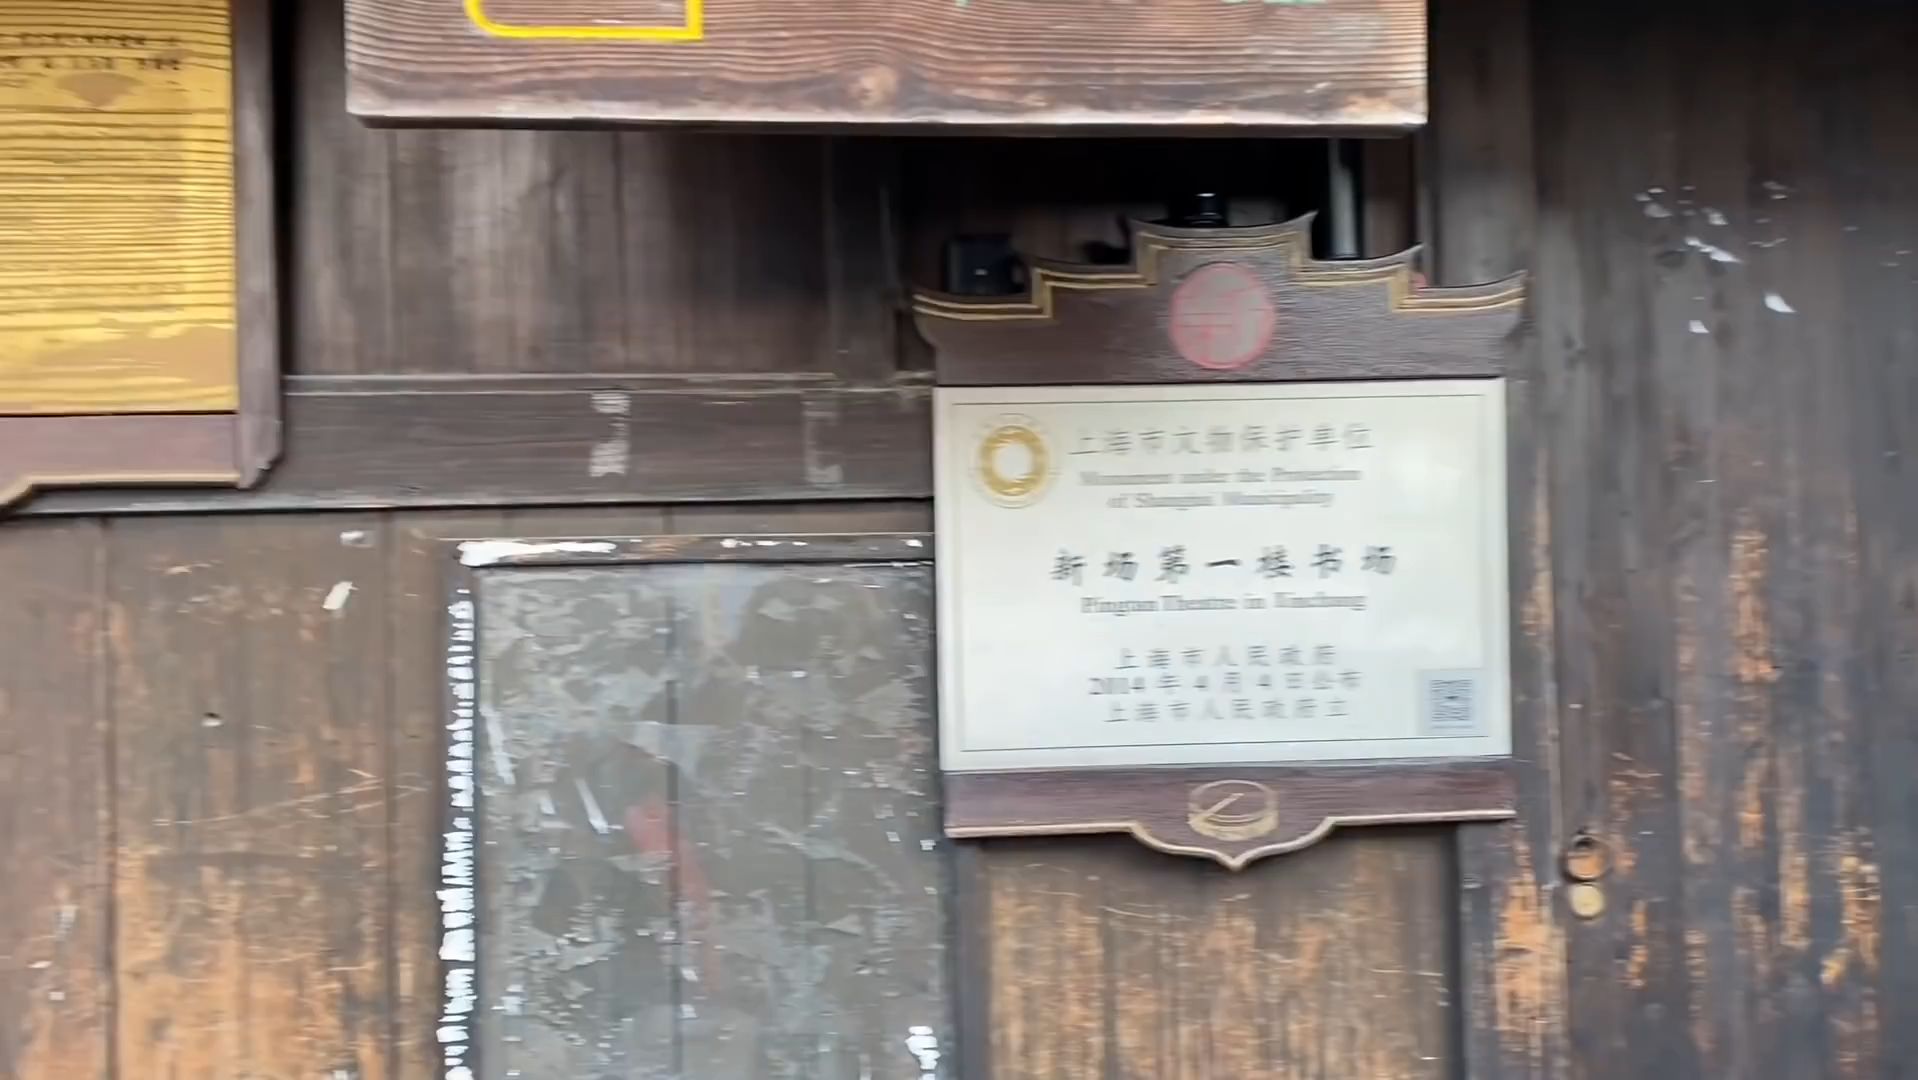 上海市文物保护单位
Monument under the Protection
of Shanghai Municipality
新场第一楼书场
Pingtan Theatre in Xinchang
上海市人民政府
2014年4月4日公布
上海市人民政府立